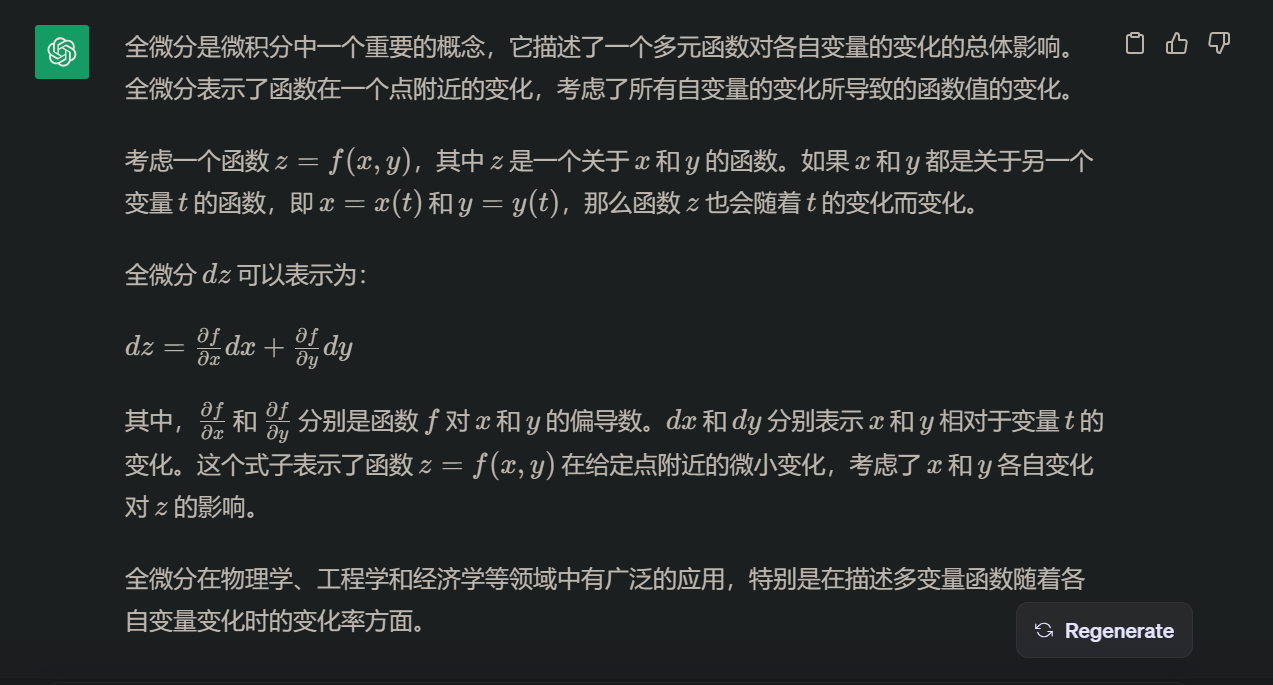 全微分是微积分中一个重要的概念，它描述了一个多元函数对各自变量的变化的总体影响。
全微分表示了函数在一个点附近的变化，考虑了所有自变量的变化所导致的函数值的变化。
考虑一个函数 z = f(x, y)，其中 z 是一个关于 x 和 y 的函数。如果 x 和 y 都是关于另一个
变量 t 的函数，即 x = x(t) 和 y = y(t)，那么函数 z 也会随着 t 的变化而变化。
全微分 dz 可以表示为：
dz = ∂f/∂x dx + ∂f/∂y dy
其中，∂f/∂x 和 ∂f/∂y 分别是函数 f 对 x 和 y 的偏导数。dx 和 dy 分别表示 x 和 y 相对于变量 t 的
变化。这个式子表示了函数 z = f(x, y) 在给定点附近的微小变化，考虑了 x 和 y 各自变化
对 z 的影响。
全微分在物理学、工程学和经济学等领域中有广泛的应用，特别是在描述多变量函数随着各
自变量变化时的变化率方面。
Regenerate